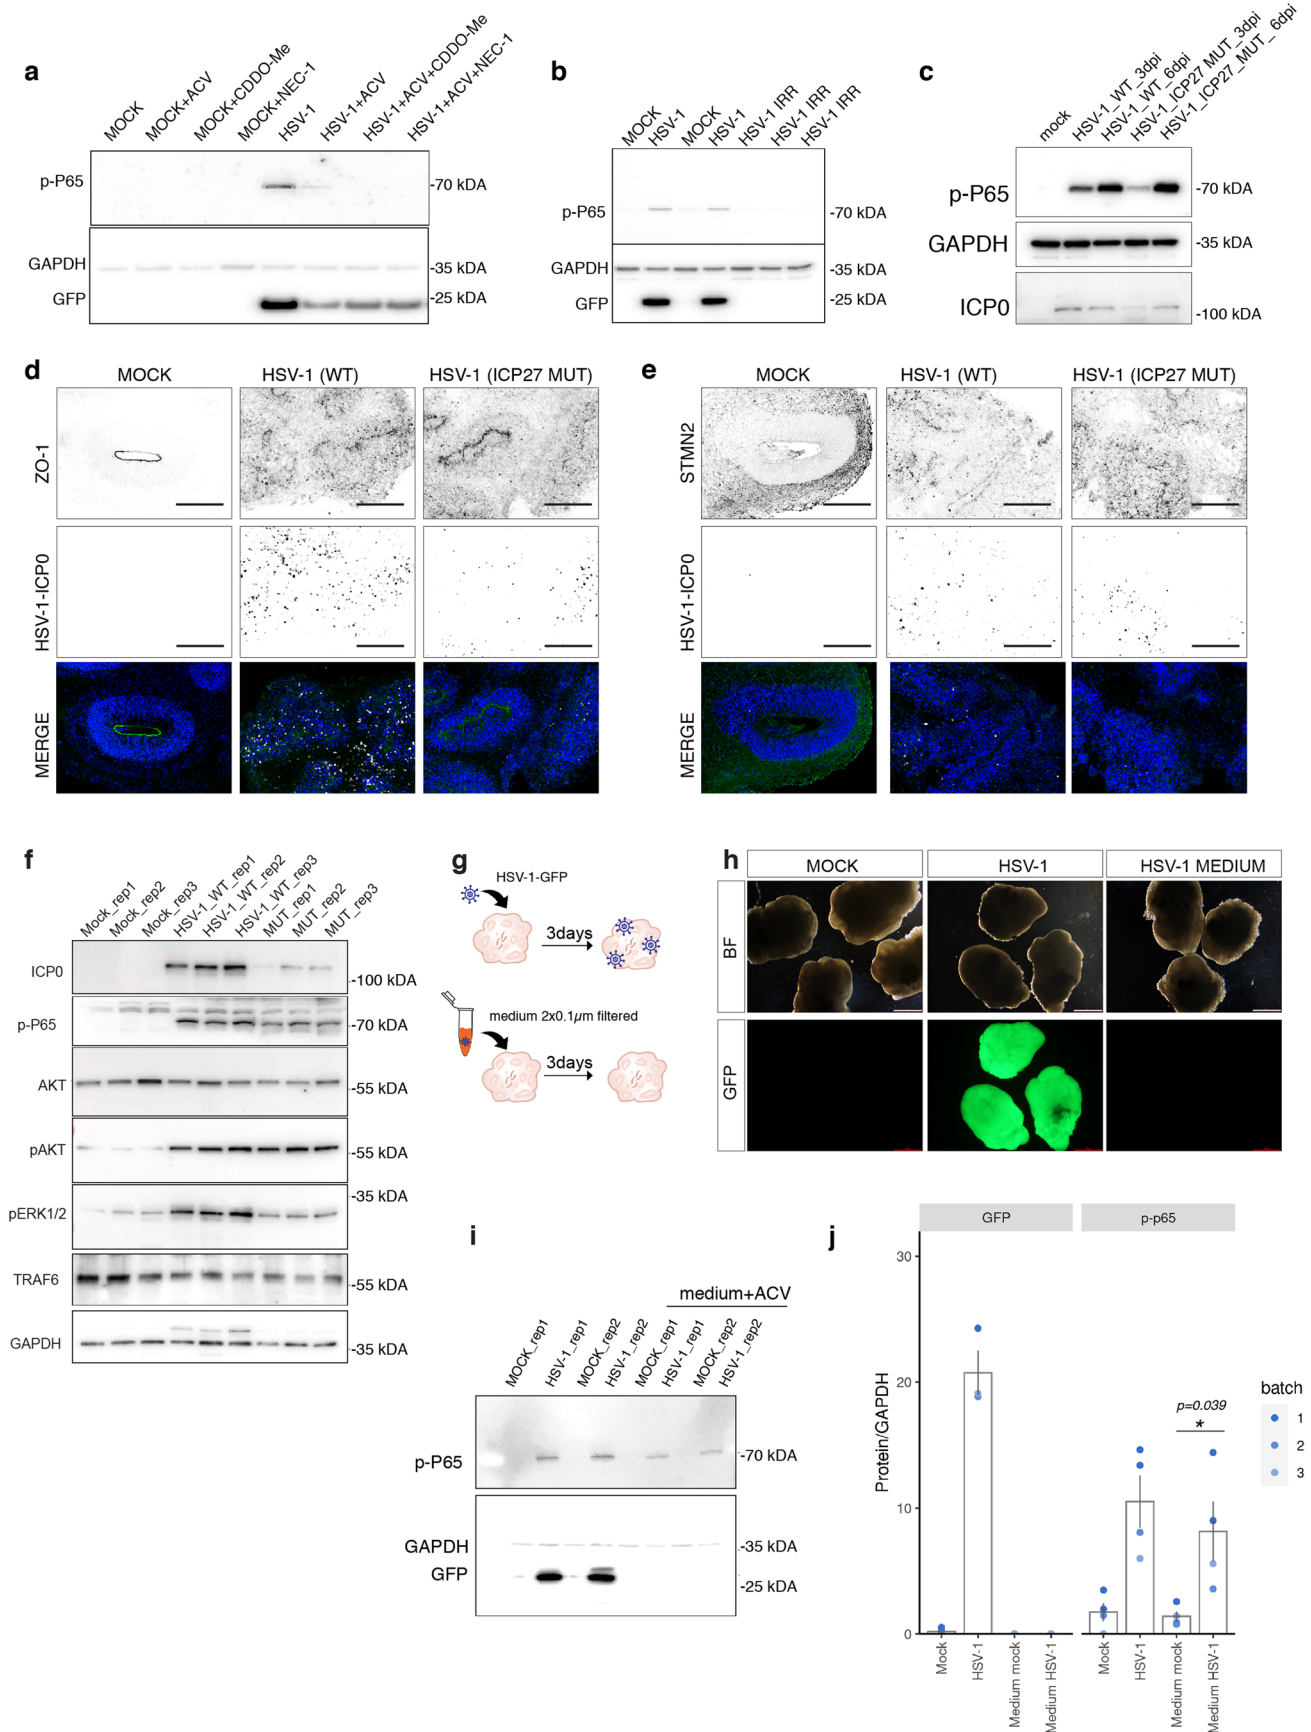 a
MOCK
MOCK+ACV
MOCK+CDDO-Me
MOCK+NEC-1
HSV-1
HSV-1+ACV
HSV-1+ACV+CDDO-Me
HSV-1+ACV+NEC-1
p-P65
-70 kDA
GAPDH
-35 kDA
GFP
-25 kDA
b
MOCK
HSV-1
MOCK
HSV-1
HSV-1 IRR
HSV-1 IRR
HSV-1 IRR
p-P65
-70 kDA
GAPDH
-35 kDA
GFP
-25 kDA
c
mock
HSV-1_WT_3dpi
HSV-1_WT_6dpi
HSV-1_ICP27 MUT_3dpi
HSV-1_ICP27_MUT_6dpi
p-P65
-70 kDA
GAPDH
-35 kDA
ICP0
-100 kDA
d
MOCK
HSV-1 (WT)
HSV-1 (ICP27 MUT)
ZO-1
HSV-1-ICP0
MERGE
e
MOCK
HSV-1 (WT)
HSV-1 (ICP27 MUT)
STMN2
HSV-1-ICP0
MERGE
f
Mock_rep1
Mock_rep2
Mock_rep3
HSV-1_WT_rep1
HSV-1_WT_rep2
HSV-1_WT_rep3
MUT_rep1
MUT_rep2
MUT_rep3
ICP0
-100 kDA
p-P65
-70 kDA
AKT
-55 kDA
pAKT
-55 kDA
-35 kDA
pERK1/2
TRAF6
-55 kDA
GAPDH
-35 kDA
g
HSV-1-GFP
3days
medium 2x0.1µm filtered
3days
h
MOCK
HSV-1
HSV-1 MEDIUM
BF
GFP
i
medium+ACV
MOCK_rep1
HSV-1_rep1
MOCK_rep2
HSV-1_rep2
MOCK_rep1
HSV-1_rep1
MOCK_rep2
HSV-1_rep2
p-P65
-70 kDA
GAPDH
-35 kDA
GFP
-25 kDA
j
GFP
p-p65
Protein/GAPDH
30
20
10
0
p=0.039
*
Mock
HSV-1
Medium mock
Medium HSV-1
Mock
HSV-1
Medium mock
Medium HSV-1
batch
1
2
3